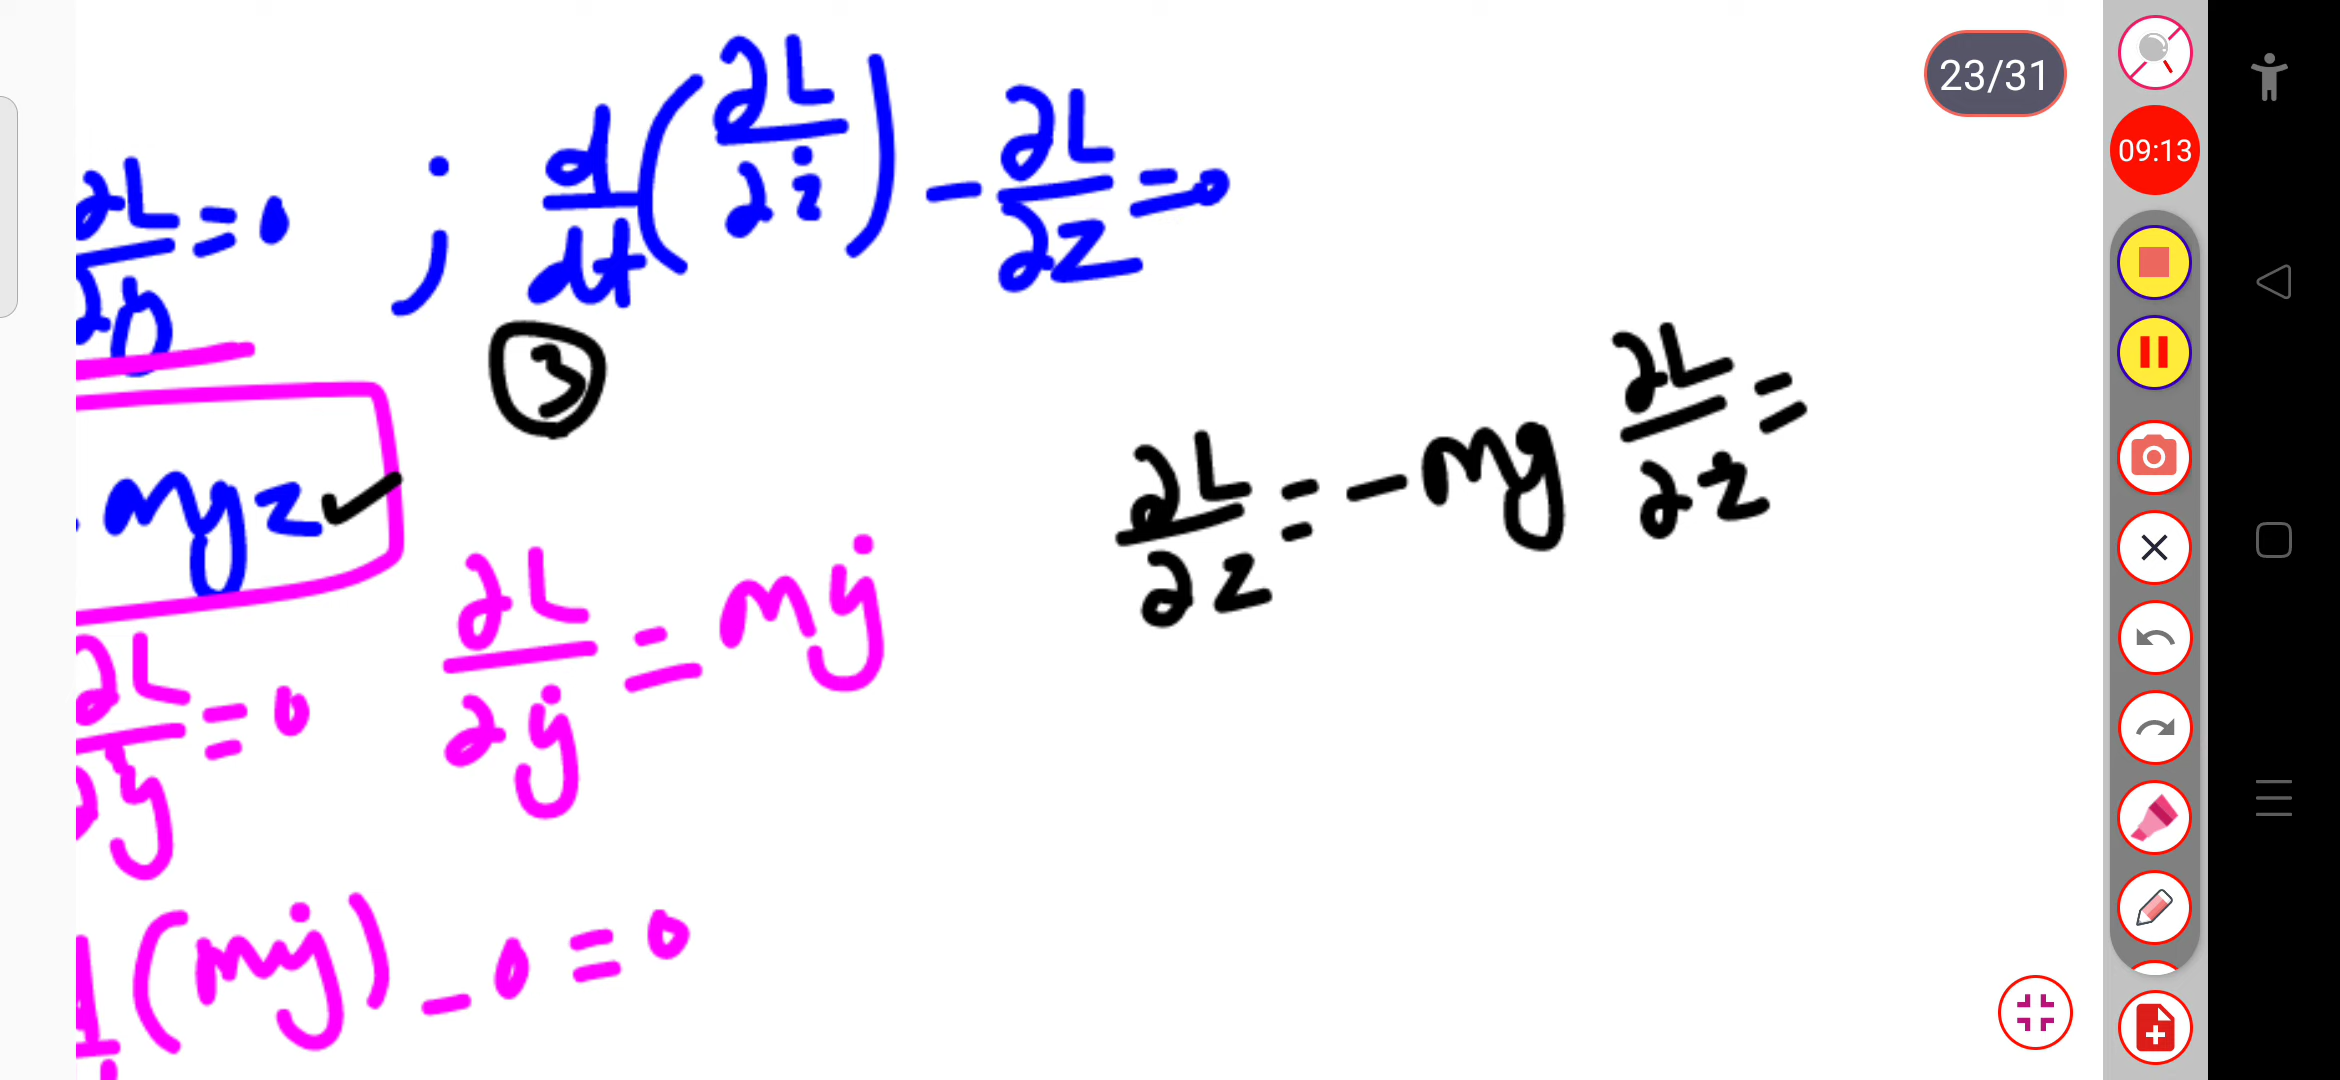 ∂L/∂y = 0 ; d/dt (∂L/∂ż) - ∂L/∂z = 0
23/31
09:13
③
mgz ✓
∂L/∂z = - mg ∂L/∂ż =
∂L/∂y = 0 ∂L/∂ẏ = mẏ
(mẏ) - 0 = 0